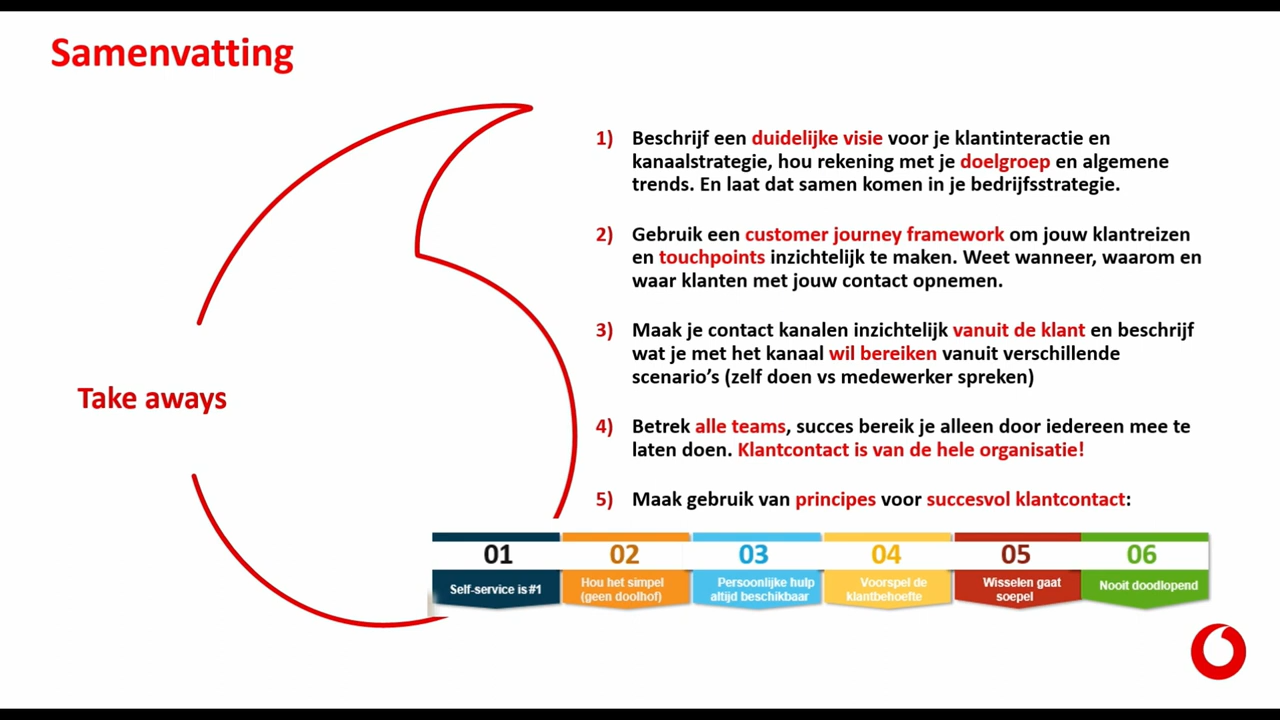 Samenvatting
Take aways
1) Beschrijf een duidelijke visie voor je klantinteractie en
kanaalstrategie, hou rekening met je doelgroep en algemene
trends. En laat dat samen komen in je bedrijfsstrategie.
2) Gebruik een customer journey framework om jouw klantreizen
en touchpoints inzichtelijk te maken. Weet wanneer, waarom en
waar klanten met jouw contact opnemen.
3) Maak je contact kanalen inzichtelijk vanuit de klant en beschrijf
wat je met het kanaal wil bereiken vanuit verschillende
scenario's (zelf doen vs medewerker spreken)
4) Betrek alle teams, succes bereik je alleen door iedereen mee te
laten doen. Klantcontact is van de hele organisatie!
5) Maak gebruik van principes voor succesvol klantcontact:
01
Self-service is #1
02
Hou het simpel
(geen doolhof)
03
Persoonlijke hulp
altijd beschikbaar
04
Voorspel de
klantbehoefte
05
Wisselen gaat
soepel
06
Nooit doodlopend